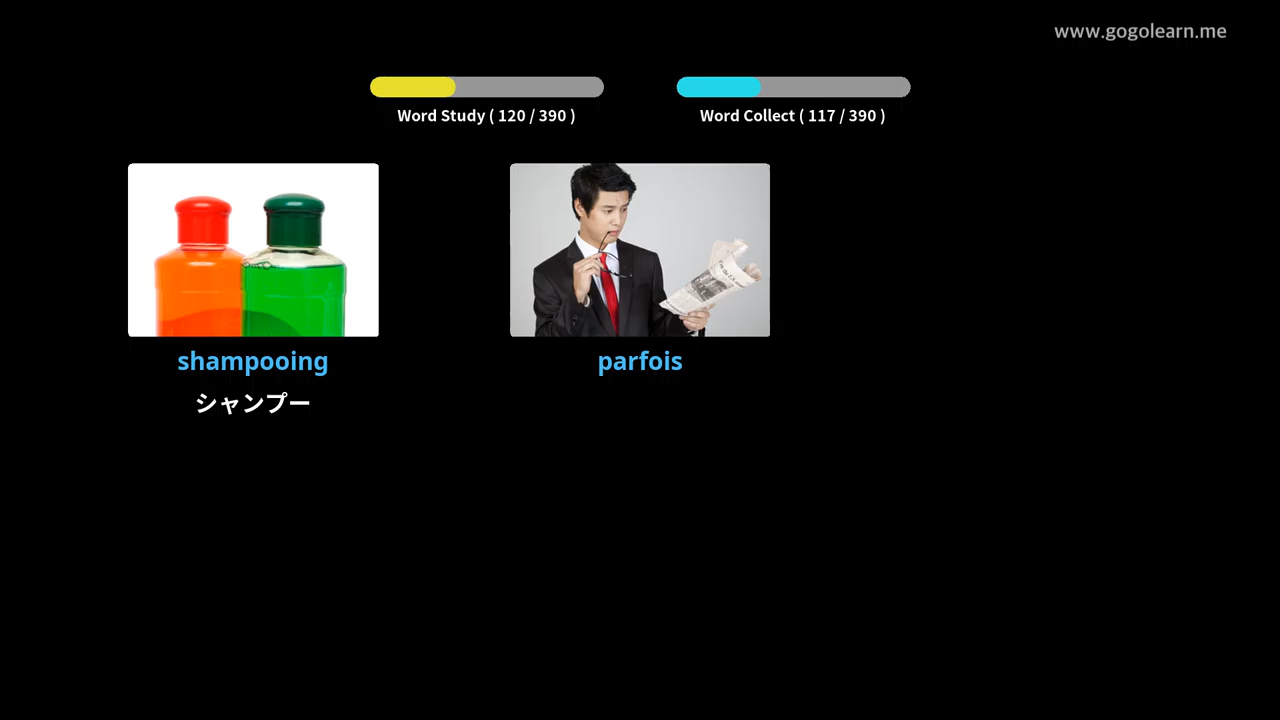 www.gogolearn.me
Word Study ( 120 / 390 )
Word Collect ( 117 / 390 )
shampooing
シャンプー
parfois